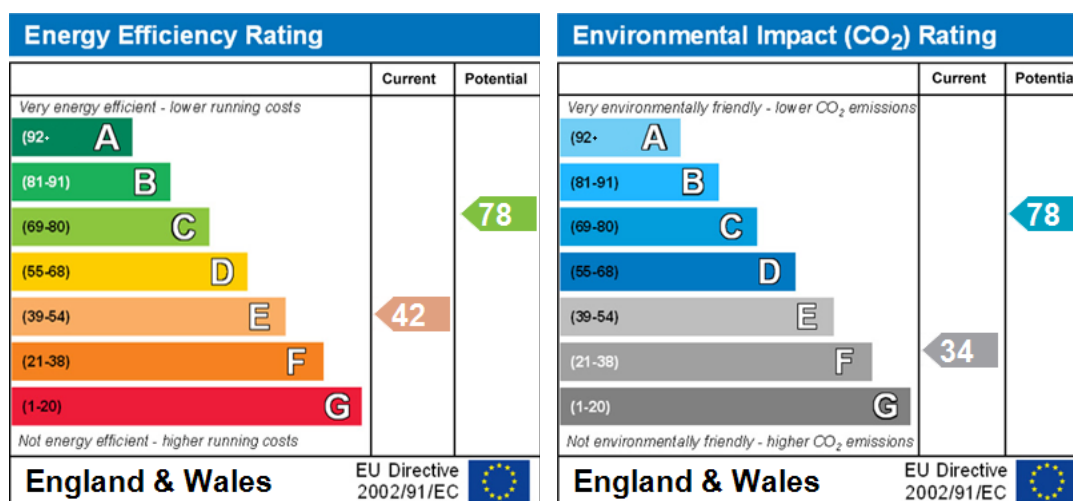 Energy Efficiency Rating
Current Potential
Very energy efficient - lower running costs
(92+ A
(81-91) B
(69-80) C
78
(55-68) D
(39-54) E
42
(21-38) F
(1-20) G
Not energy efficient - higher running costs
England & Wales
EU Directive
2002/91/EC
Environmental Impact (CO₂) Rating
Current Potentia
Very environmentally friendly - lower CO₂ emissions
(92+ A
(81-91) B
(69-80) C
78
(55-68) D
(39-54) E
(21-38) F
34
(1-20) G
Not environmentally friendly - higher CO₂ emissions
England & Wales
EU Directive
2002/91/EC